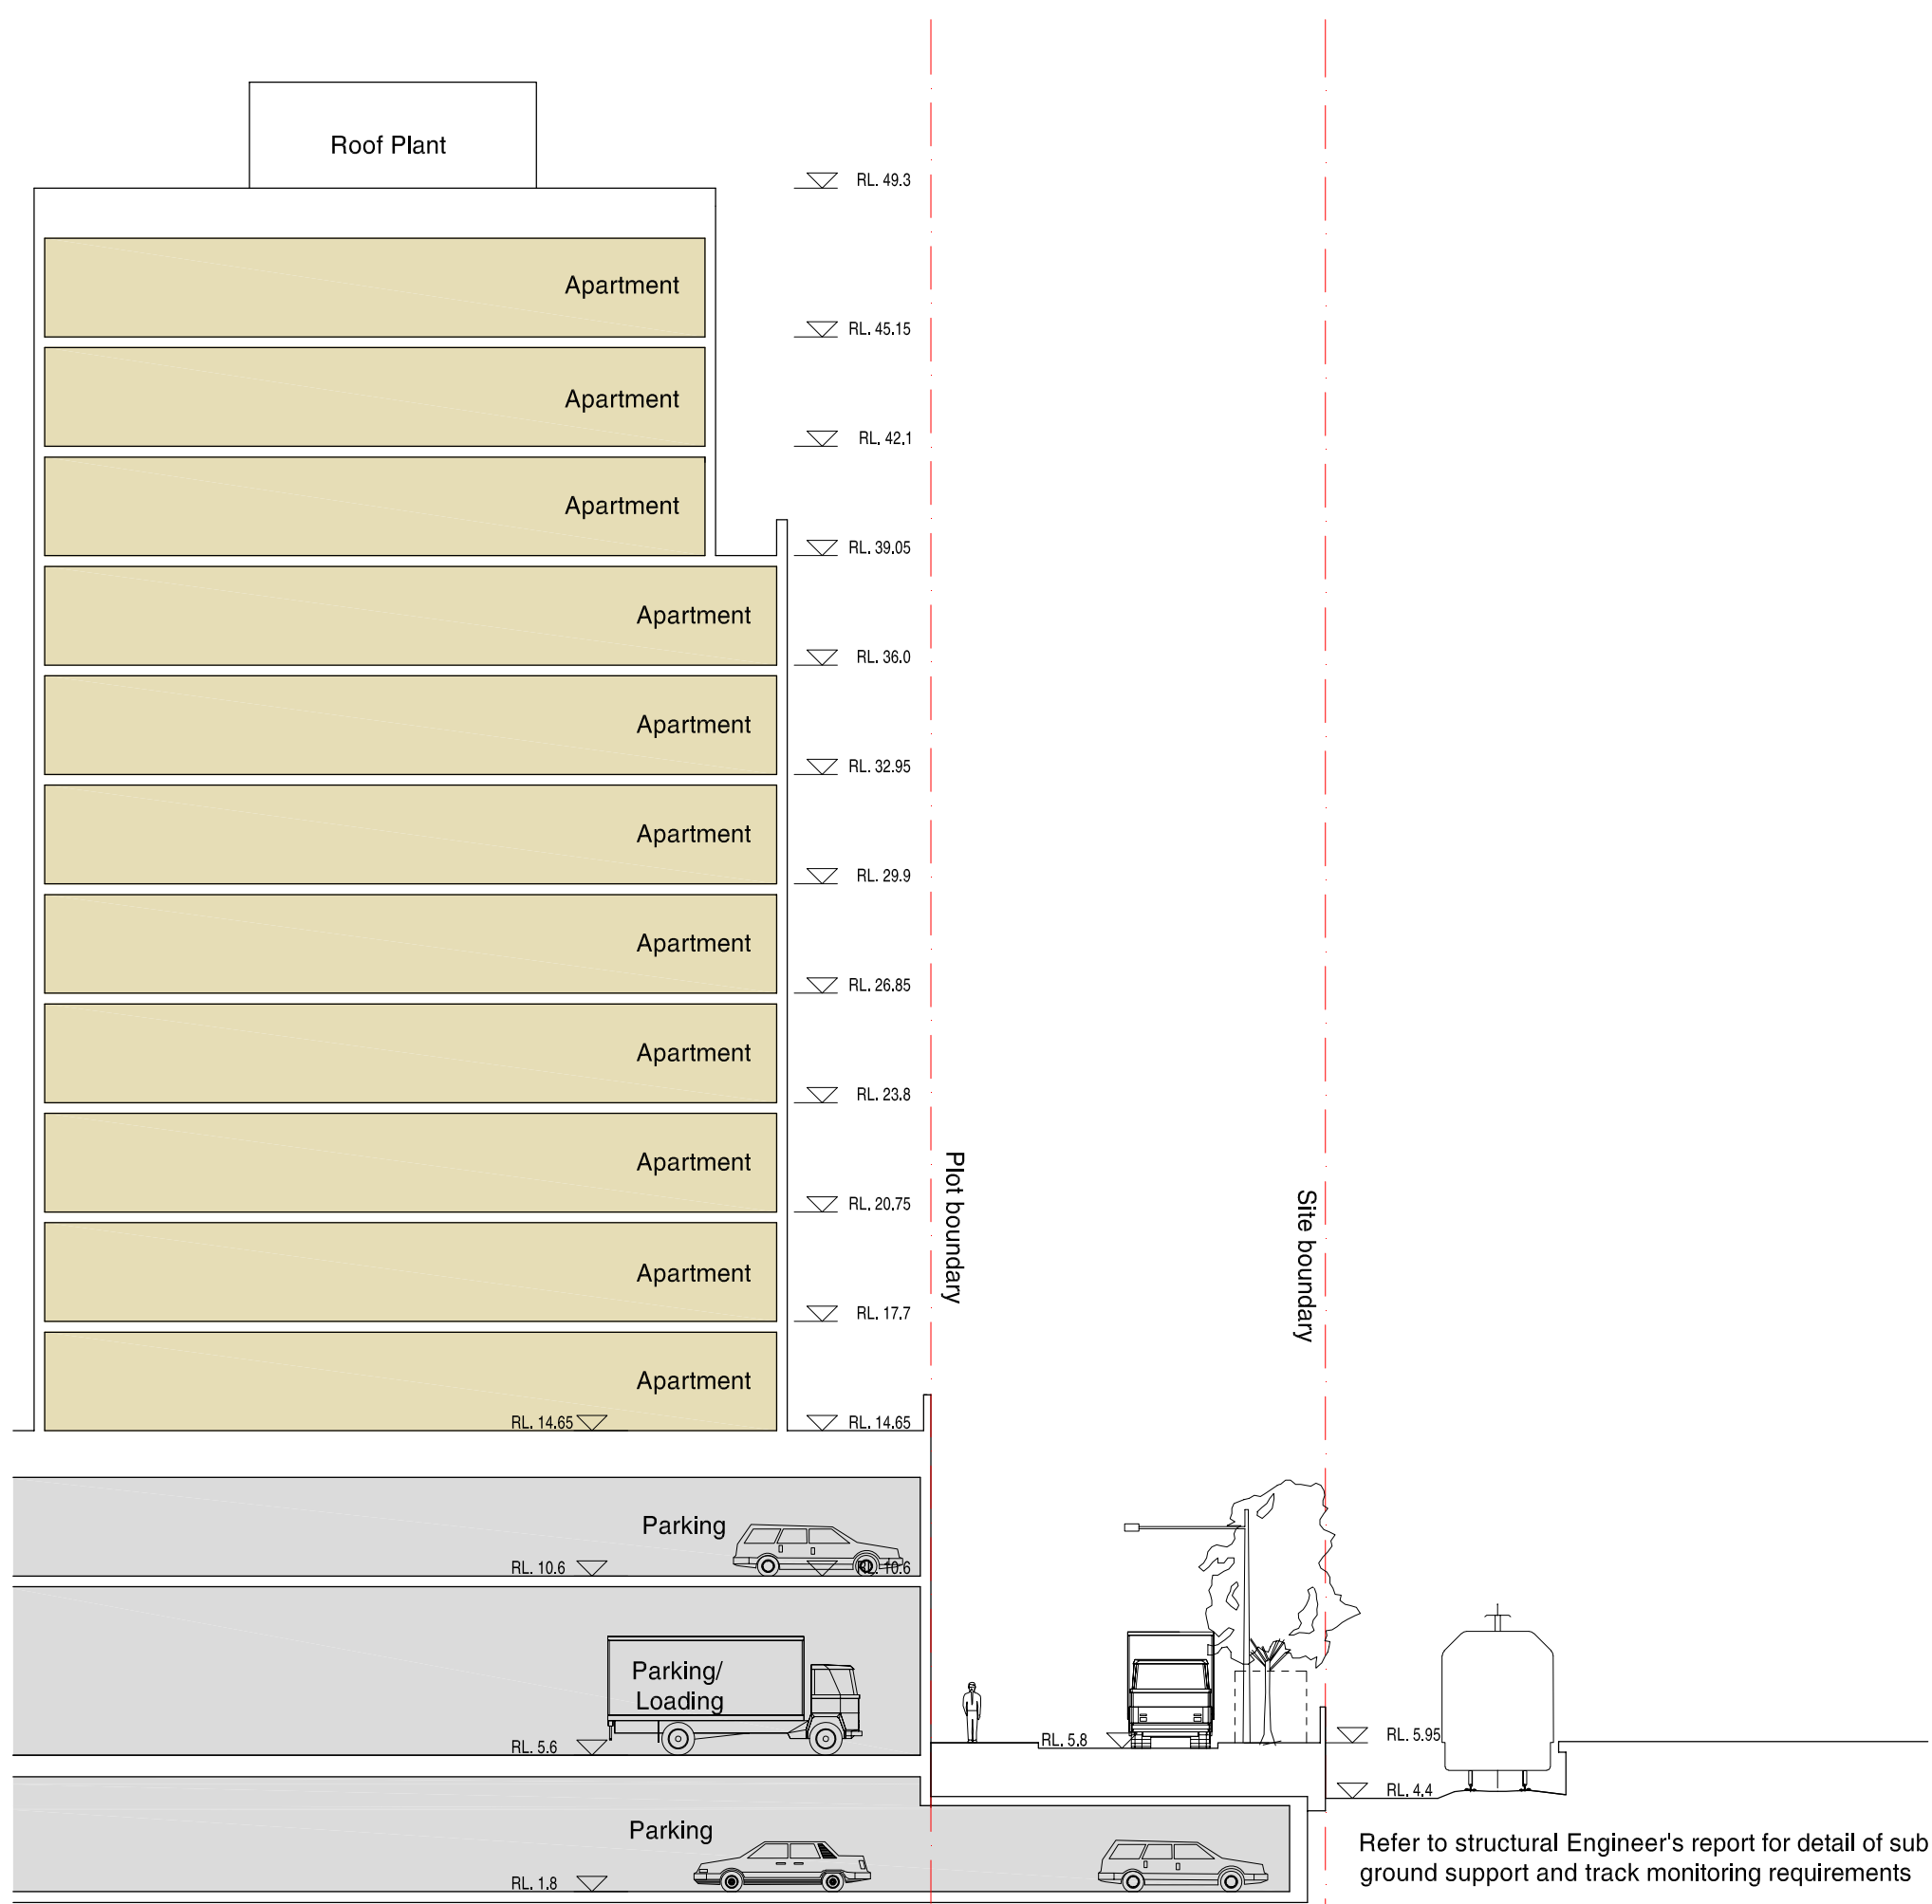 Roof Plant
RL. 49.3
Apartment
RL. 45.15
Apartment
RL. 42.1
Apartment
RL. 39.05
Apartment
RL. 36.0
Apartment
RL. 32.95
Apartment
RL. 29.9
Apartment
RL. 26.85
Apartment
RL. 23.8
Apartment
RL. 20.75
Plot boundary
Site boundary
Apartment
RL. 17.7
Apartment
RL. 14.65
RL. 14.65
Parking
RL. 10.6
RL. 10.6
Parking/
Loading
RL. 5.6
RL. 5.8
RL. 5.95
RL. 4.4
Parking
RL. 1.8
Refer to structural Engineer's report for detail of sub
ground support and track monitoring requirements